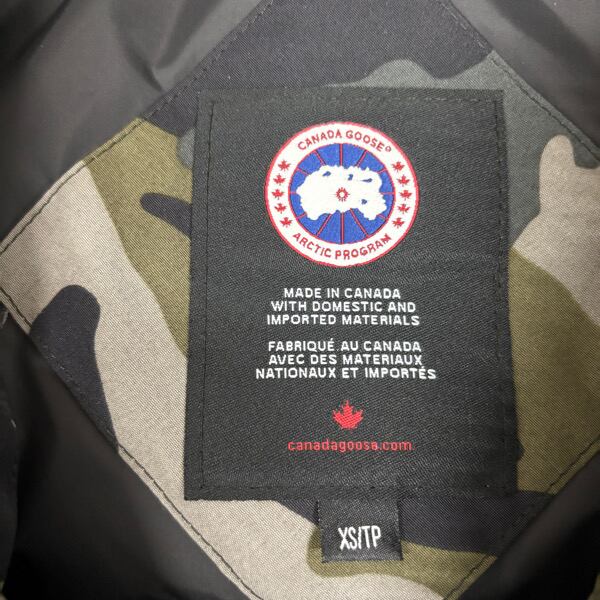 CANADA GOOSE®
ARCTIC PROGRAM
MADE IN CANADA
WITH DOMESTIC AND
IMPORTED MATERIALS
FABRIQUÉ AU CANADA
AVEC DES MATERIAUX
NATIONAUX ET IMPORTÉS
canadagoose.com
XS/TP